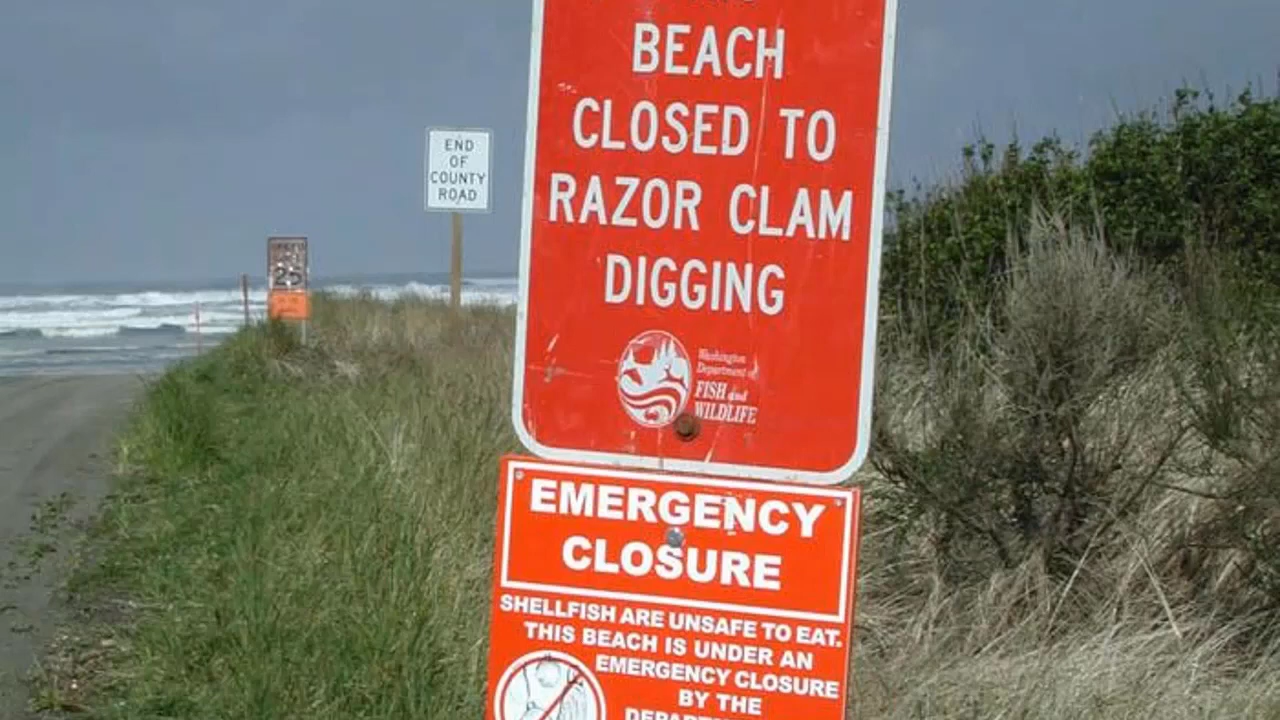 BEACH
CLOSED TO
RAZOR CLAM
DIGGING
Washington
Department of
FISH and
WILDLIFE
EMERGENCY
CLOSURE
SHELLFISH ARE UNSAFE TO EAT.
THIS BEACH IS UNDER AN
EMERGENCY CLOSURE
BY THE
END
OF
COUNTY
ROAD
25